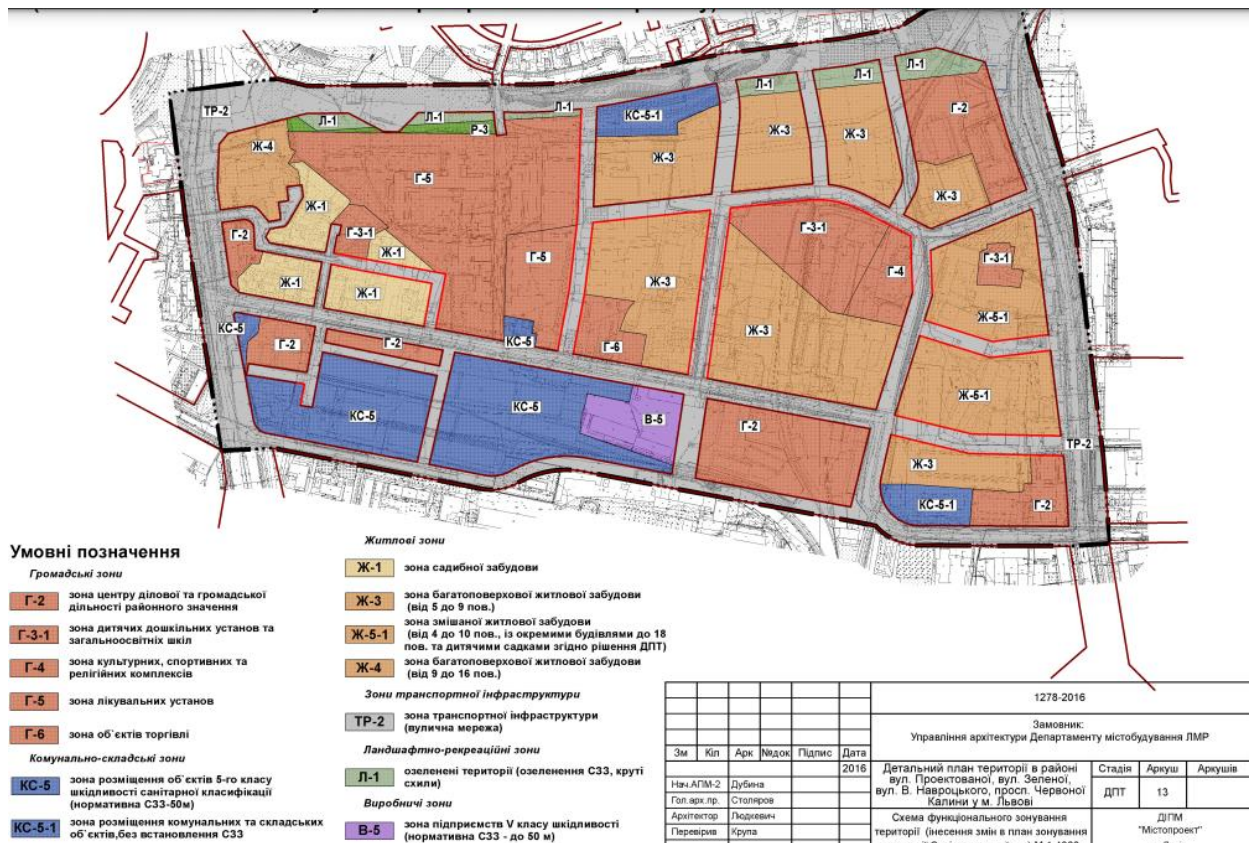 ТР-2
Л-1
Л-1
Л-1
Р-3
КС-5-1
Л-1
Л-1
Г-2
Ж-4
Г-5
Ж-3
Ж-3
Ж-3
Ж-3
Ж-1
Г-2
Г-3-1
Ж-1
Г-5
Г-3-1
Г-4
Г-3-1
Ж-1
Ж-1
Ж-3
Ж-5-1
КС-5
Г-2
Г-2
КС-5
Г-6
Ж-3
КС-5
КС-5
В-5
Г-2
Ж-5-1
ТР-2
Ж-3
КС-5-1
Г-2
Умовні позначення
Громадські зони
Г-2 зона центру ділової та громадської
дільності районного значення
Г-3-1 зона дитячих дошкільних установ та
загальноосвітніх шкіл
Г-4 зона культурних, спортивних та
релігійних комплексів
Г-5 зона лікувальних установ
Г-6 зона об`єктів торгівлі
Комунально-складські зони
КС-5 зона розміщення об`єктів 5-го класу
шкідливості санітарної класифікації
(нормативна СЗЗ-50м)
КС-5-1 зона розміщення комунальних та складських
об`єктів,без встановлення СЗЗ
Житлові зони
Ж-1 зона садибної забудови
Ж-3 зона багатоповерхової житлової забудови
(від 5 до 9 пов.)
Ж-5-1 зона змішаної житлової забудови
(від 4 до 10 пов., із окремими будівлями до 18
пов. та дитячими садками згідно рішення ДПТ)
Ж-4 зона багатоповерхової житлової забудови
(від 9 до 16 пов.)
Зони транспортної інфраструктури
ТР-2 зона транспортної інфраструктури
(вулична мережа)
Ландшафтно-рекреаційні зони
Л-1 озеленені території (озеленення СЗЗ, круті
схили)
Виробничі зони
В-5 зона підприємств V класу шкідливості
(нормативна СЗЗ - до 50 м)
1278-2016
Замовник:
Управління архітектури Департаменту містобудування ЛМР
Зм Кіл Арк №док Підпис Дата
2016
Нач.АПМ-2 Дубина
Гол.арх.пр. Столяров
Архітектор Людкевич
Перевірив Крупа
Детальний план території в районі
вул. Проектованої, вул. Зеленої,
вул. В. Навроцького, просп. Червоної
Калини у м. Львові
Стадія Аркуш Аркушів
ДПТ 13
Схема функціонального зонування
території (інесення змін в план зонування
ДІПМ
"Містопроект"